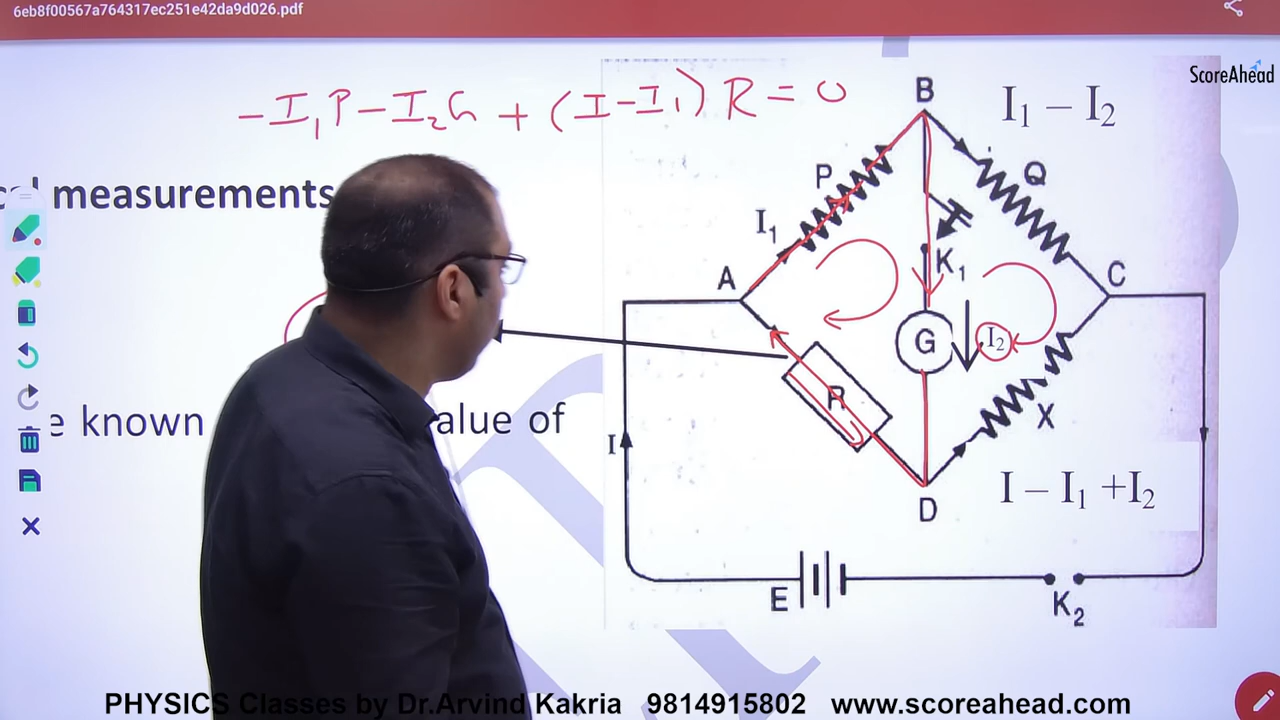 6eb8f00567a764317ec251e42da9d026.pdf
ScoreAhead
-I₁P-I₂G+(I-I₁)R=0
B
I₁ – I₂
measurements
P
Q
I₁
K₁
A
C
G
I₂
R
X
e known
alue of
I
D
I – I₁ +I₂
E
K₂
PHYSICS Classes by Dr.Arvind Kakria 9814915802 www.scoreahead.com